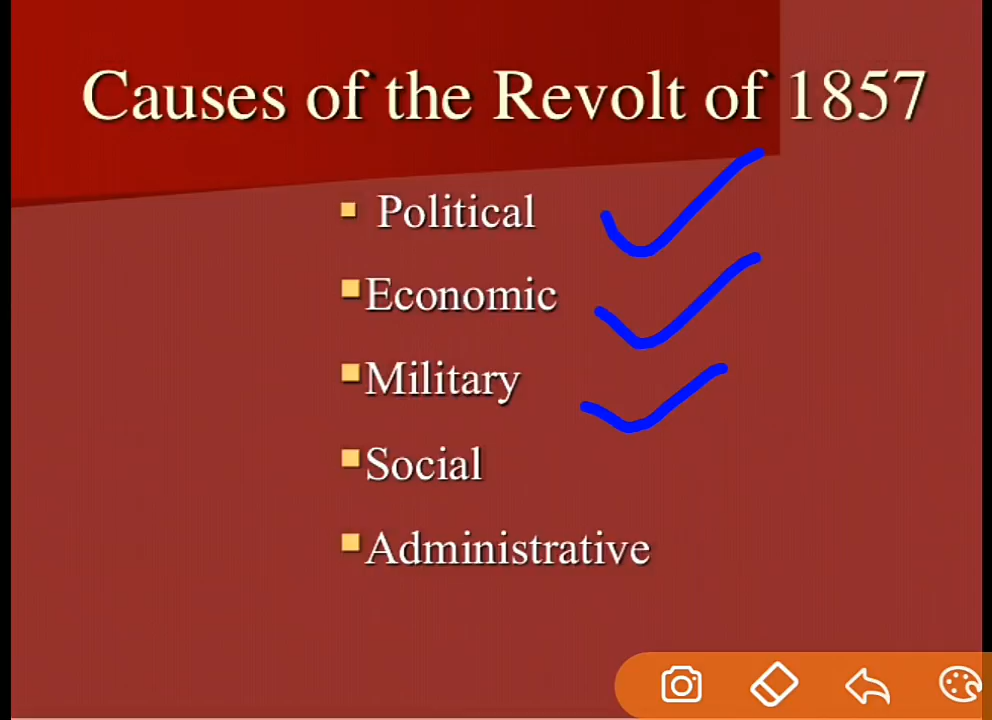 Causes of the Revolt of 1857
Political
Economic
Military
Social
Administrative